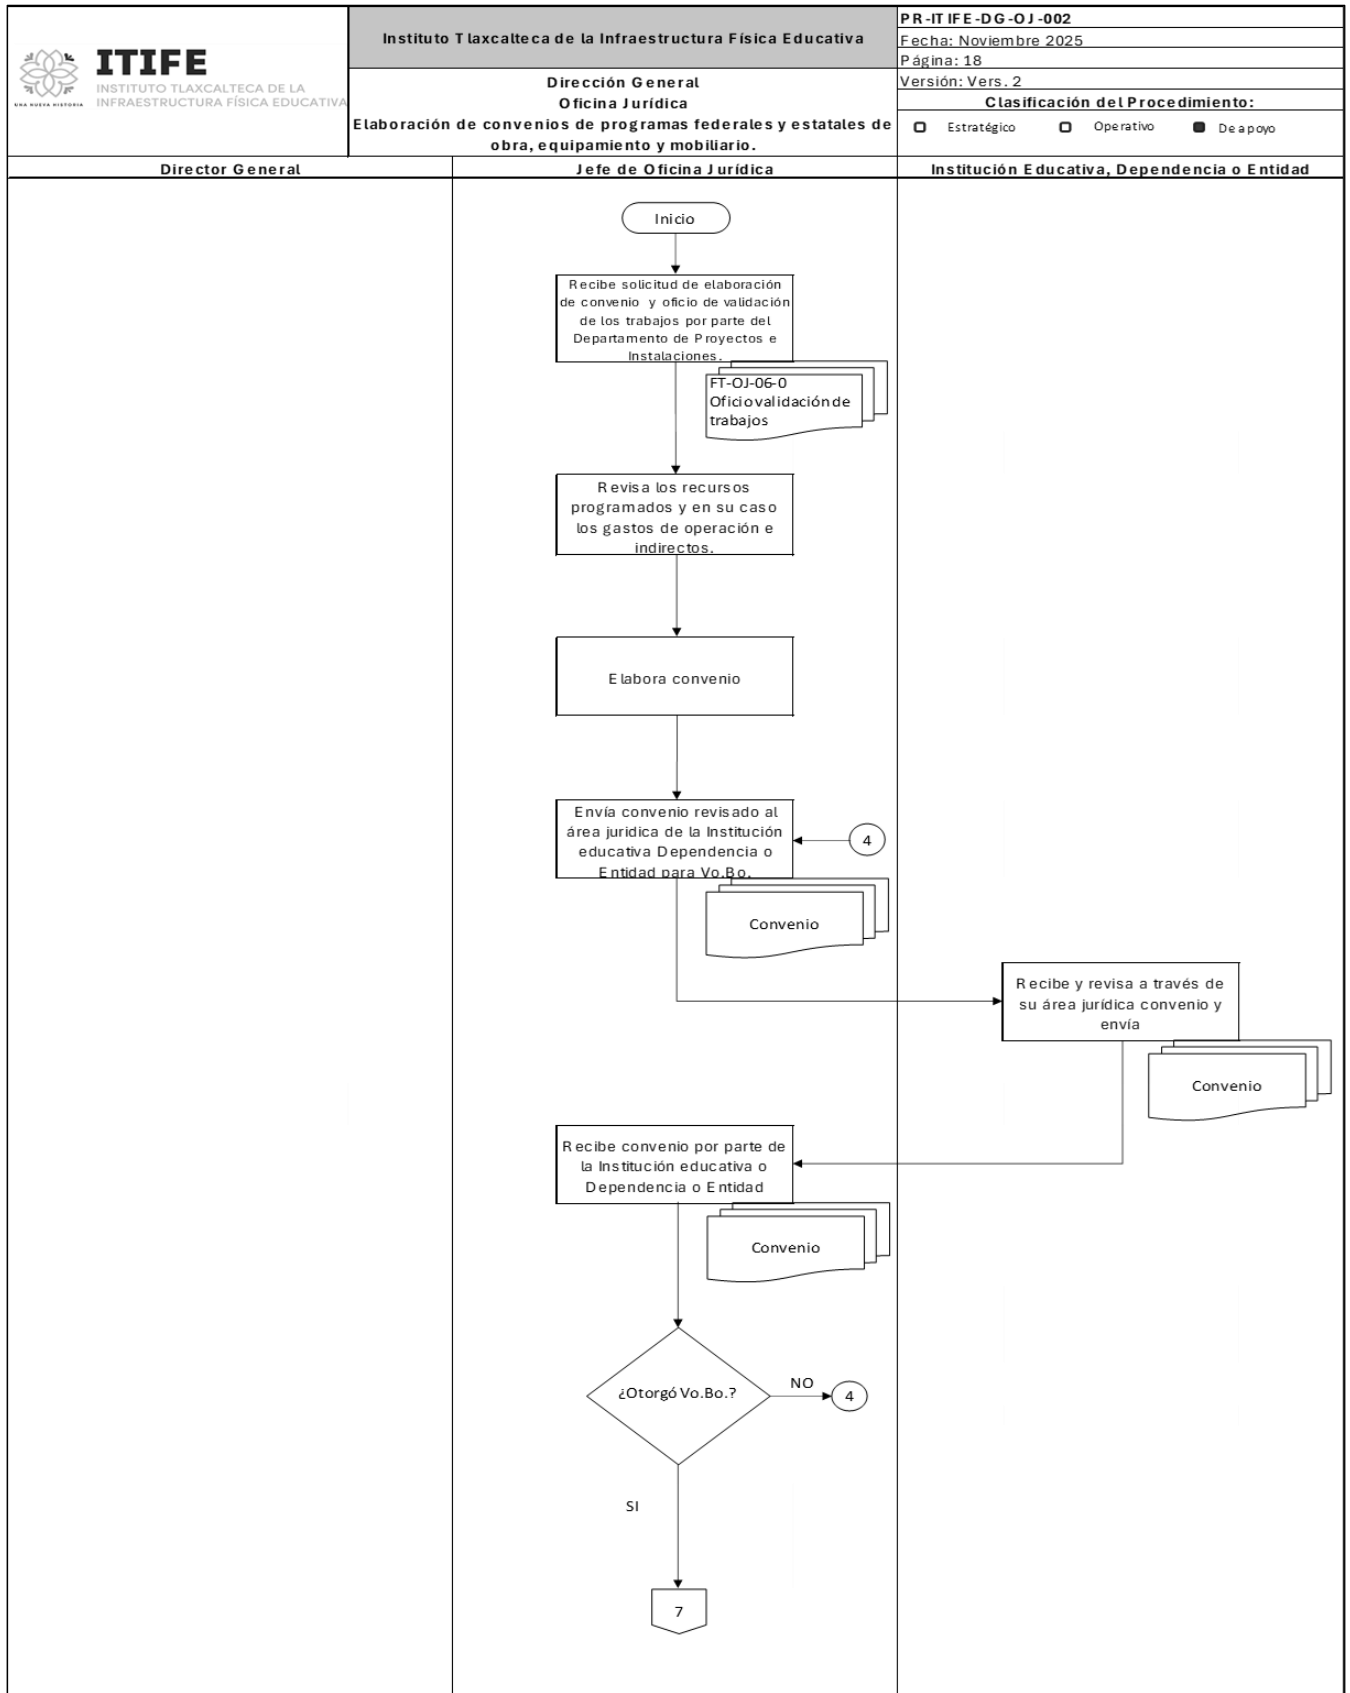 ITIFE
INSTITUTO TLAXCALTECA DE LA
INFRAESTRUCTURA FÍSICA EDUCATIVA
UNA NUEVA HISTORIA
Instituto Tlaxcalteca de la Infraestructura Física Educativa
Dirección General
Oficina Jurídica
Elaboración de convenios de programas federales y estatales de
obra, equipamiento y mobiliario.
PR-ITIFE-DG-OJ-002
Fecha: Noviembre 2025
Página: 18
Versión: Vers. 2
Clasificación del Procedimiento:
Estratégico Operativo De apoyo
Director General Jefe de Oficina Jurídica Institución Educativa, Dependencia o Entidad
Inicio
Recibe solicitud de elaboración
de convenio y oficio de validación
de los trabajos por parte del
Departamento de Proyectos e
Instalaciones.
FT-OJ-06-0
Oficio validación de
trabajos
Revisa los recursos
programados y en su caso
los gastos de operación e
indirectos.
Elabora convenio
Envía convenio revisado al
área juridica de la Institución
educativa Dependencia o
Entidad para Vo.Bo.
4
Convenio
Recibe y revisa a través de
su área jurídica convenio y
envía
Convenio
Recibe convenio por parte de
la Institución educativa o
Dependencia o Entidad
Convenio
¿Otorgó Vo.Bo.?
NO
4
SI
7